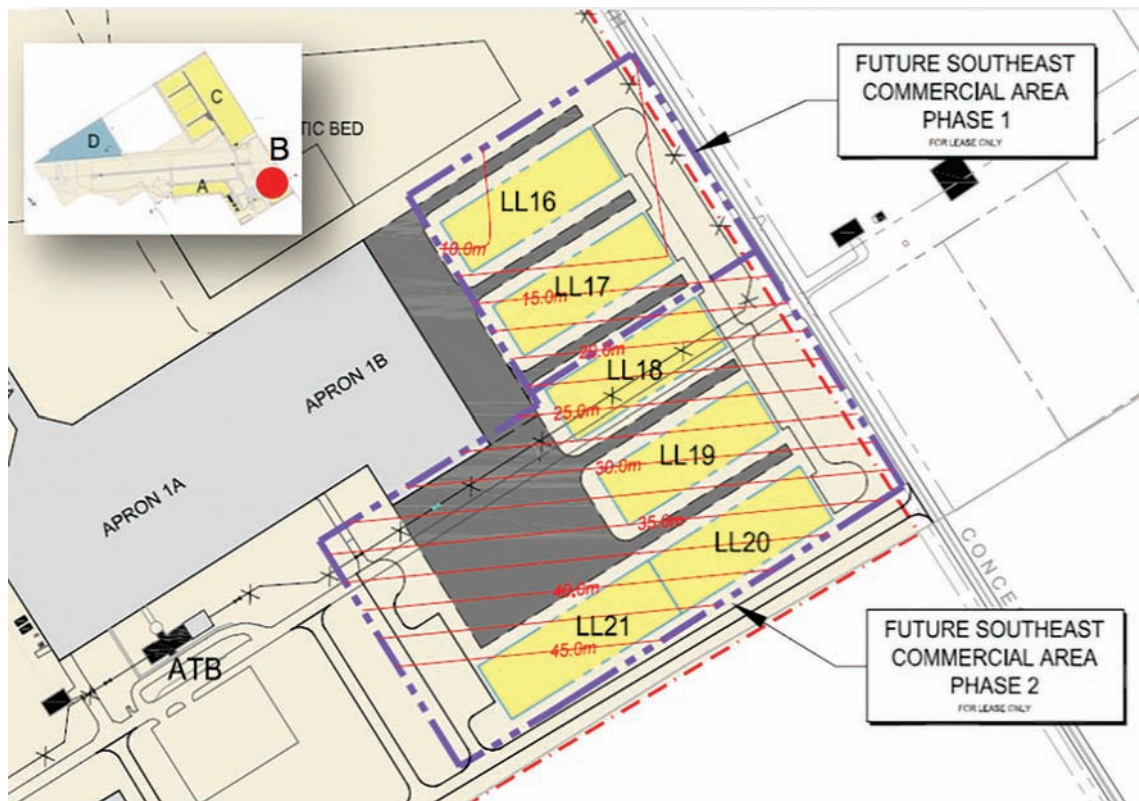 FUTURE SOUTHEAST
COMMERCIAL AREA
PHASE 1
FOR LEASE ONLY
C
D
TIC BED
B
A
LL16
10.0m
LL17
15.0m
20.0m
LL18
APRON 1B
25.0m
LL19
30.0m
APRON 1A
35.0m
LL20
CONCE
40.0m
LL21
45.0m
ATB
FUTURE SOUTHEAST
COMMERCIAL AREA
PHASE 2
FOR LEASE ONLY